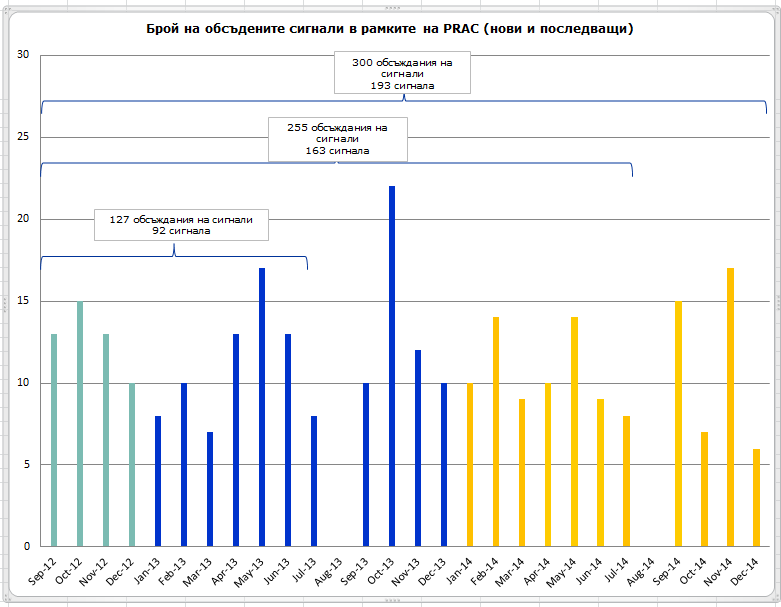 Брой на обсъдените сигнали в рамките на PRAC (нови и последващи)
30
300 обсъждания на
сигнали
193 сигнала
25
255 обсъждания на
сигнали
163 сигнала
20
127 обсъждания на сигнали
92 сигнала
15
10
5
0
Sep-12
Oct-12
Nov-12
Dec-12
Jan-13
Feb-13
Mar-13
Apr-13
May-13
Jun-13
Jul-13
Aug-13
Sep-13
Oct-13
Nov-13
Dec-13
Jan-14
Feb-14
Mar-14
Apr-14
May-14
Jun-14
Jul-14
Aug-14
Sep-14
Oct-14
Nov-14
Dec-14